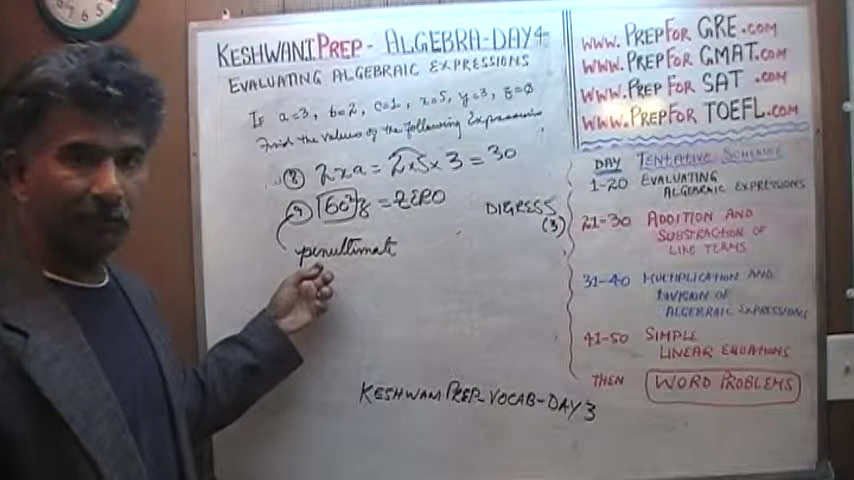 KESHWANI PREP - ALGEBRA-DAY 4
EVALUATING ALGEBRAIC EXPRESSIONS
If a=3, b=2, c=1, x=5, y=3, z=0
Find the values of the following Expressions
(8) 2xa = 2x5x3 = 30
(9) = ZERO
penultimate
DIGRESS
(3)
KESHWANI PREP-VOCAB-DAY 3
WWW.PREPFOR GRE.COM
WWW.PREPFOR GMAT.COM
WWW.PREPFOR SAT.COM
WWW.PREPFOR TOEFL.COM
DAY TENTATIVE SCHEDULE
1-20 EVALUATING
ALGEBRAIC EXPRESSIONS
21-30 ADDITION AND
SUBSTRACTION OF
LIKE TERMS
31-40 MULTIPLICATION AND
DIVISION OF
ALGEBRAIC EXPRESSIONS
41-50 SIMPLE
LINEAR EQUATIONS
THEN WORD PROBLEMS